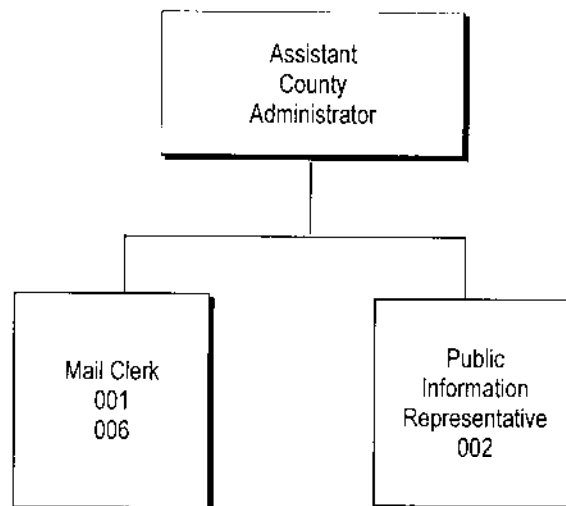 Assistant
County
Administrator
Mail Clerk
001
006
Public
Information
Representative
002